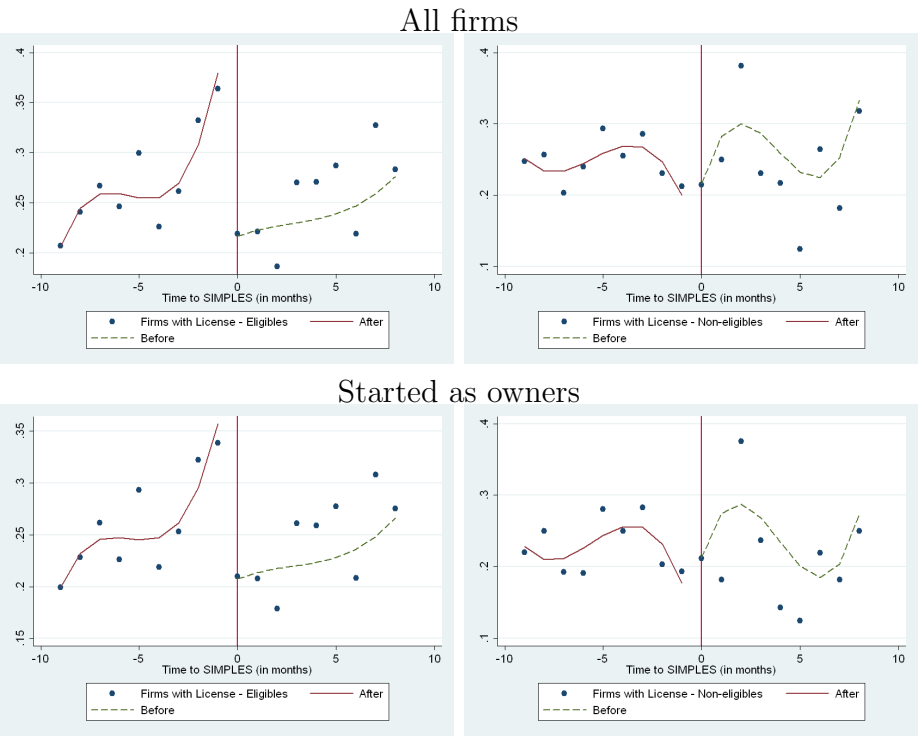 All firms
.4
.35
.3
.25
.2
-10 -5 0 5 10
Time to SIMPLES (in months)
Firms with License - Eligibles After
Before
.4
.3
.2
.1
-10 -5 0 5 10
Time to SIMPLES (in months)
Firms with License - Non-eligibles After
Before
Started as owners
.35
.3
.25
.2
.15
-10 -5 0 5 10
Time to SIMPLES (in months)
Firms with License - Eligibles After
Before
.4
.3
.2
.1
-10 -5 0 5 10
Time to SIMPLES (in months)
Firms with License - Non-eligibles After
Before